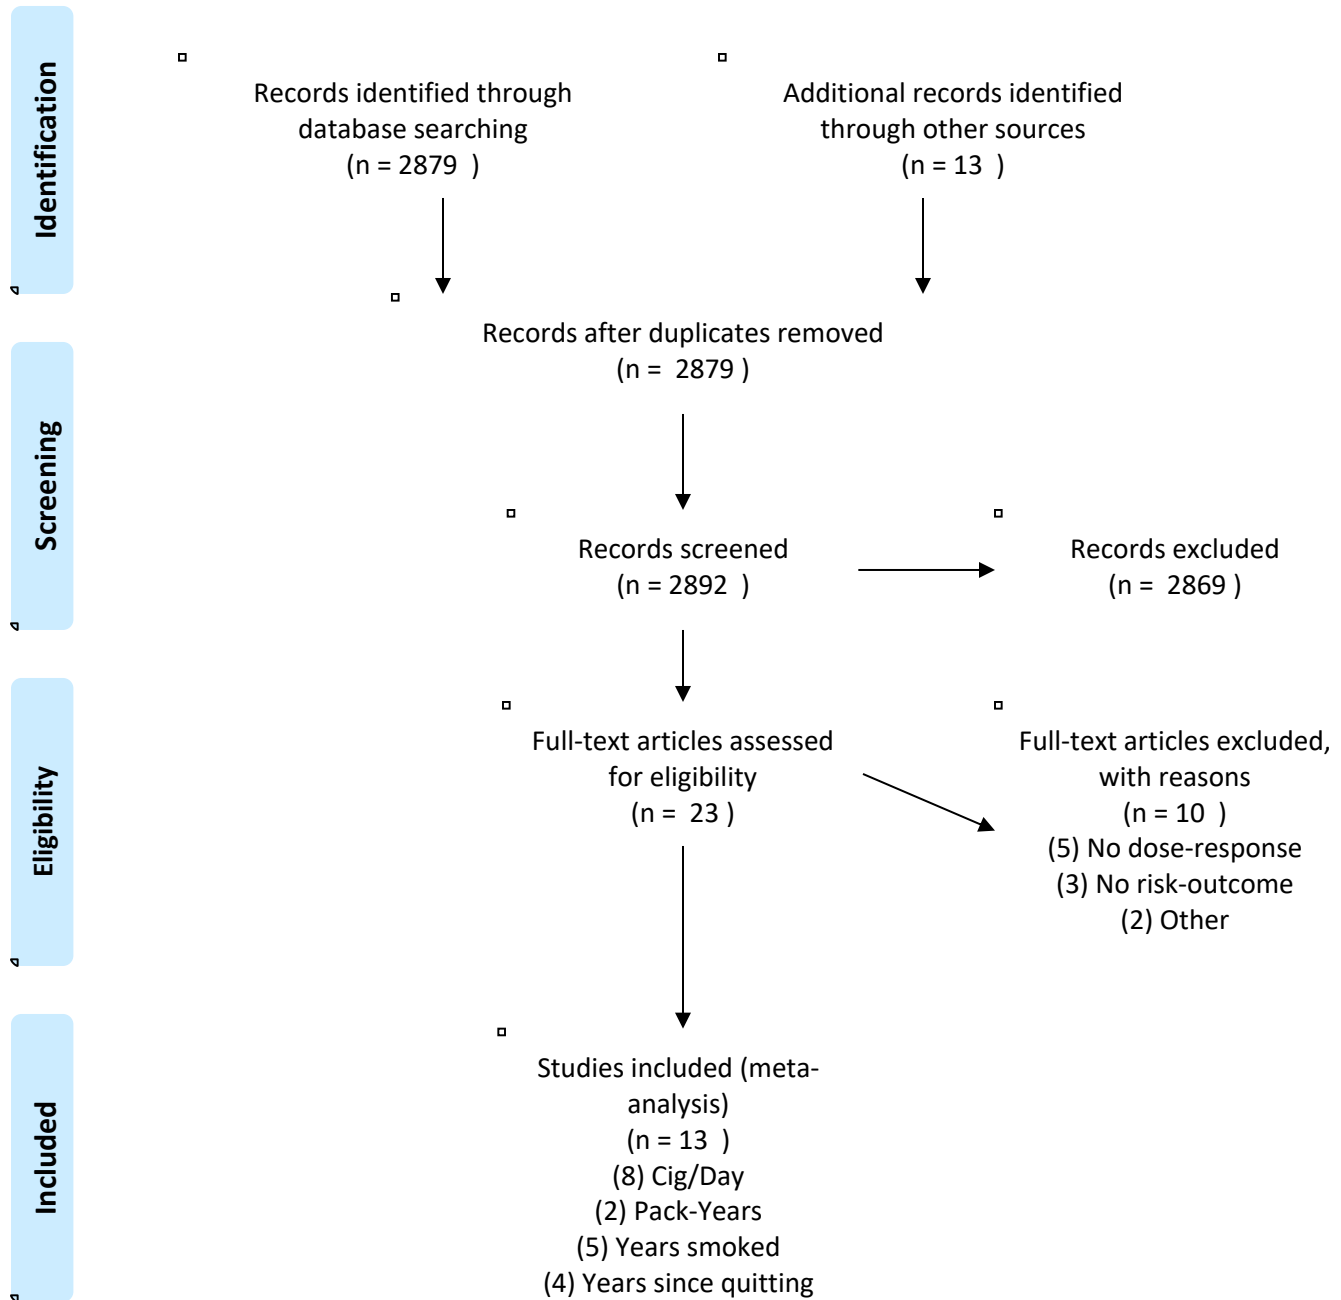 Identification
Records identified through
database searching
(n = 2879 )
Additional records identified
through other sources
(n = 13 )
Records after duplicates removed
(n = 2879 )
Screening
Records screened
(n = 2892 )
Records excluded
(n = 2869 )
Eligibility
Full-text articles assessed
for eligibility
(n = 23 )
Full-text articles excluded,
with reasons
(n = 10 )
(5) No dose-response
(3) No risk-outcome
(2) Other
Included
Studies included (meta-
analysis)
(n = 13 )
(8) Cig/Day
(2) Pack-Years
(5) Years smoked
(4) Years since quitting